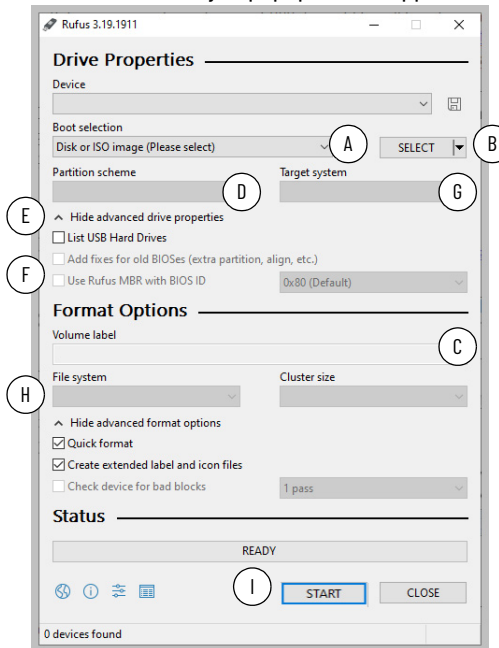 Rufus 3.19.1911
Drive Properties
Device
Boot selection
Disk or ISO image (Please select) A SELECT B
Partition scheme Target system
D G
E Hide advanced drive properties
List USB Hard Drives
Add fixes for old BIOSes (extra partition, align, etc.)
F Use Rufus MBR with BIOS ID 0x80 (Default)
Format Options
Volume label
C
File system Cluster size
H
Hide advanced format options
Quick format
Create extended label and icon files
Check device for bad blocks 1 pass
Status
READY
I START CLOSE
0 devices found